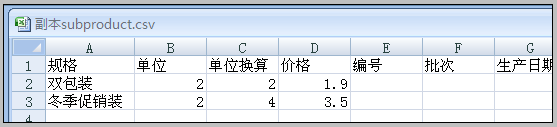 副本subproduct.csv
A B C D E F G
1 规格 单位 单位换算 价格 编号 批次 生产日期
2 双包装 2 2 1.9
3 冬季促销装 2 4 3.5
4